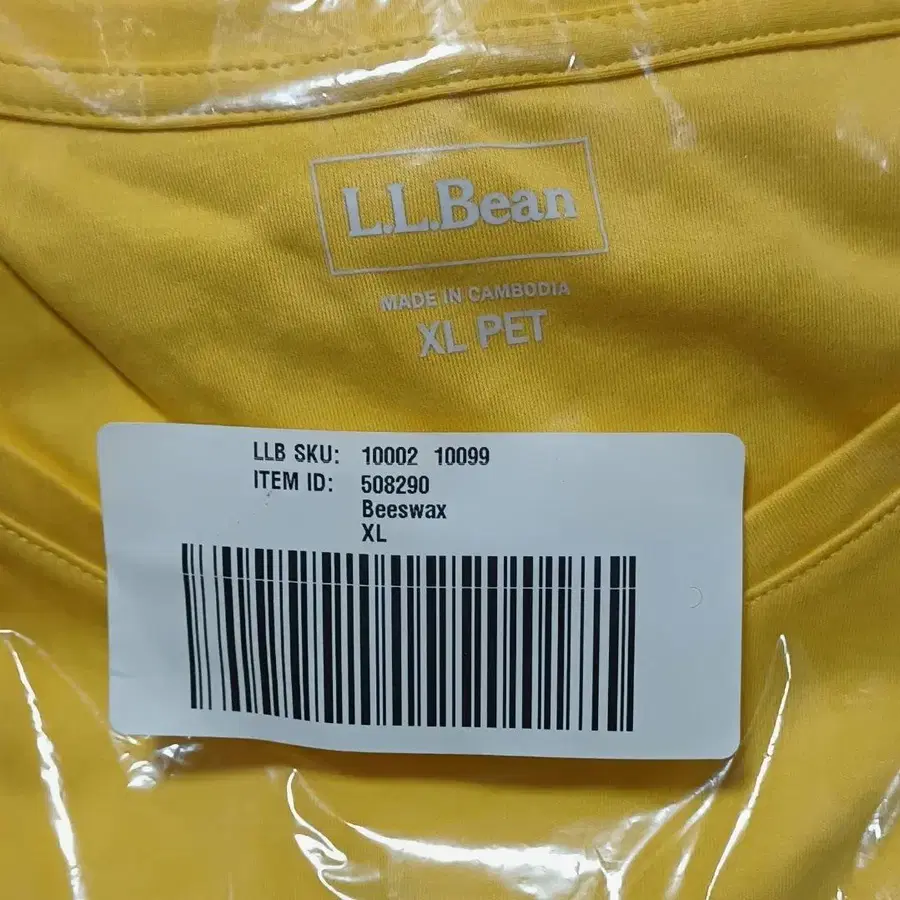 L.L.Bean
MADE IN CAMBODIA
XL PET
LLB SKU: 10002 10099
ITEM ID: 508290
Beeswax
XL